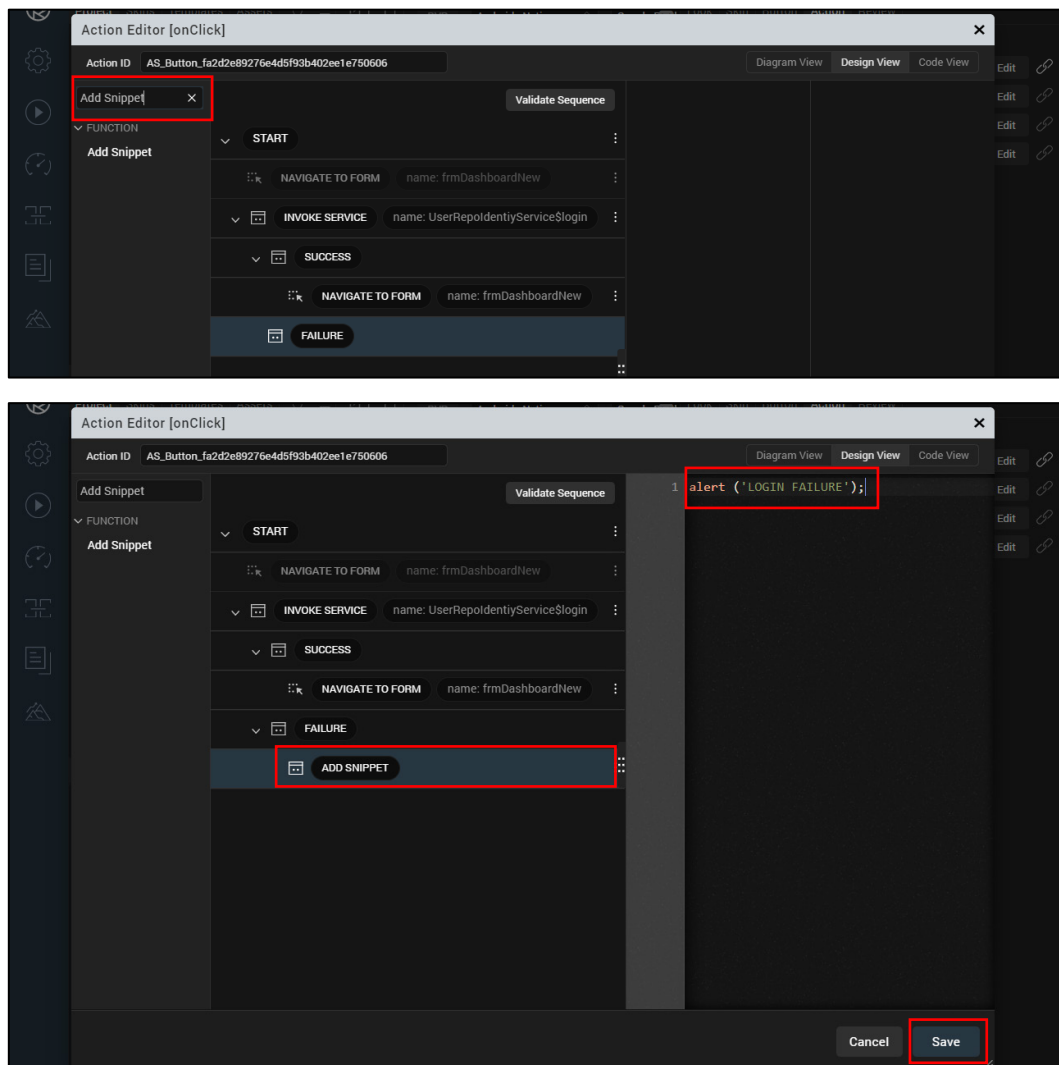 Action Editor [onClick]
Action ID AS_Button_fa2d2e89276e4d5f93b402ee1e750606 Diagram View Design View Code View Edit
Add Snippet Validate Sequence Edit
FUNCTION START Edit
Add Snippet Edit
NAVIGATE TO FORM name: frmDashboardNew
INVOKE SERVICE name: UserRepoIdentiyService$login
SUCCESS
NAVIGATE TO FORM name: frmDashboardNew
FAILURE
Action Editor [onClick]
Action ID AS_Button_fa2d2e89276e4d5f93b402ee1e750606 Diagram View Design View Code View Edit
Add Snippet Validate Sequence 1 alert ('LOGIN FAILURE'); Edit
FUNCTION START Edit
Add Snippet Edit
NAVIGATE TO FORM name: frmDashboardNew
INVOKE SERVICE name: UserRepoIdentiyService$login
SUCCESS
NAVIGATE TO FORM name: frmDashboardNew
FAILURE
ADD SNIPPET
Cancel Save